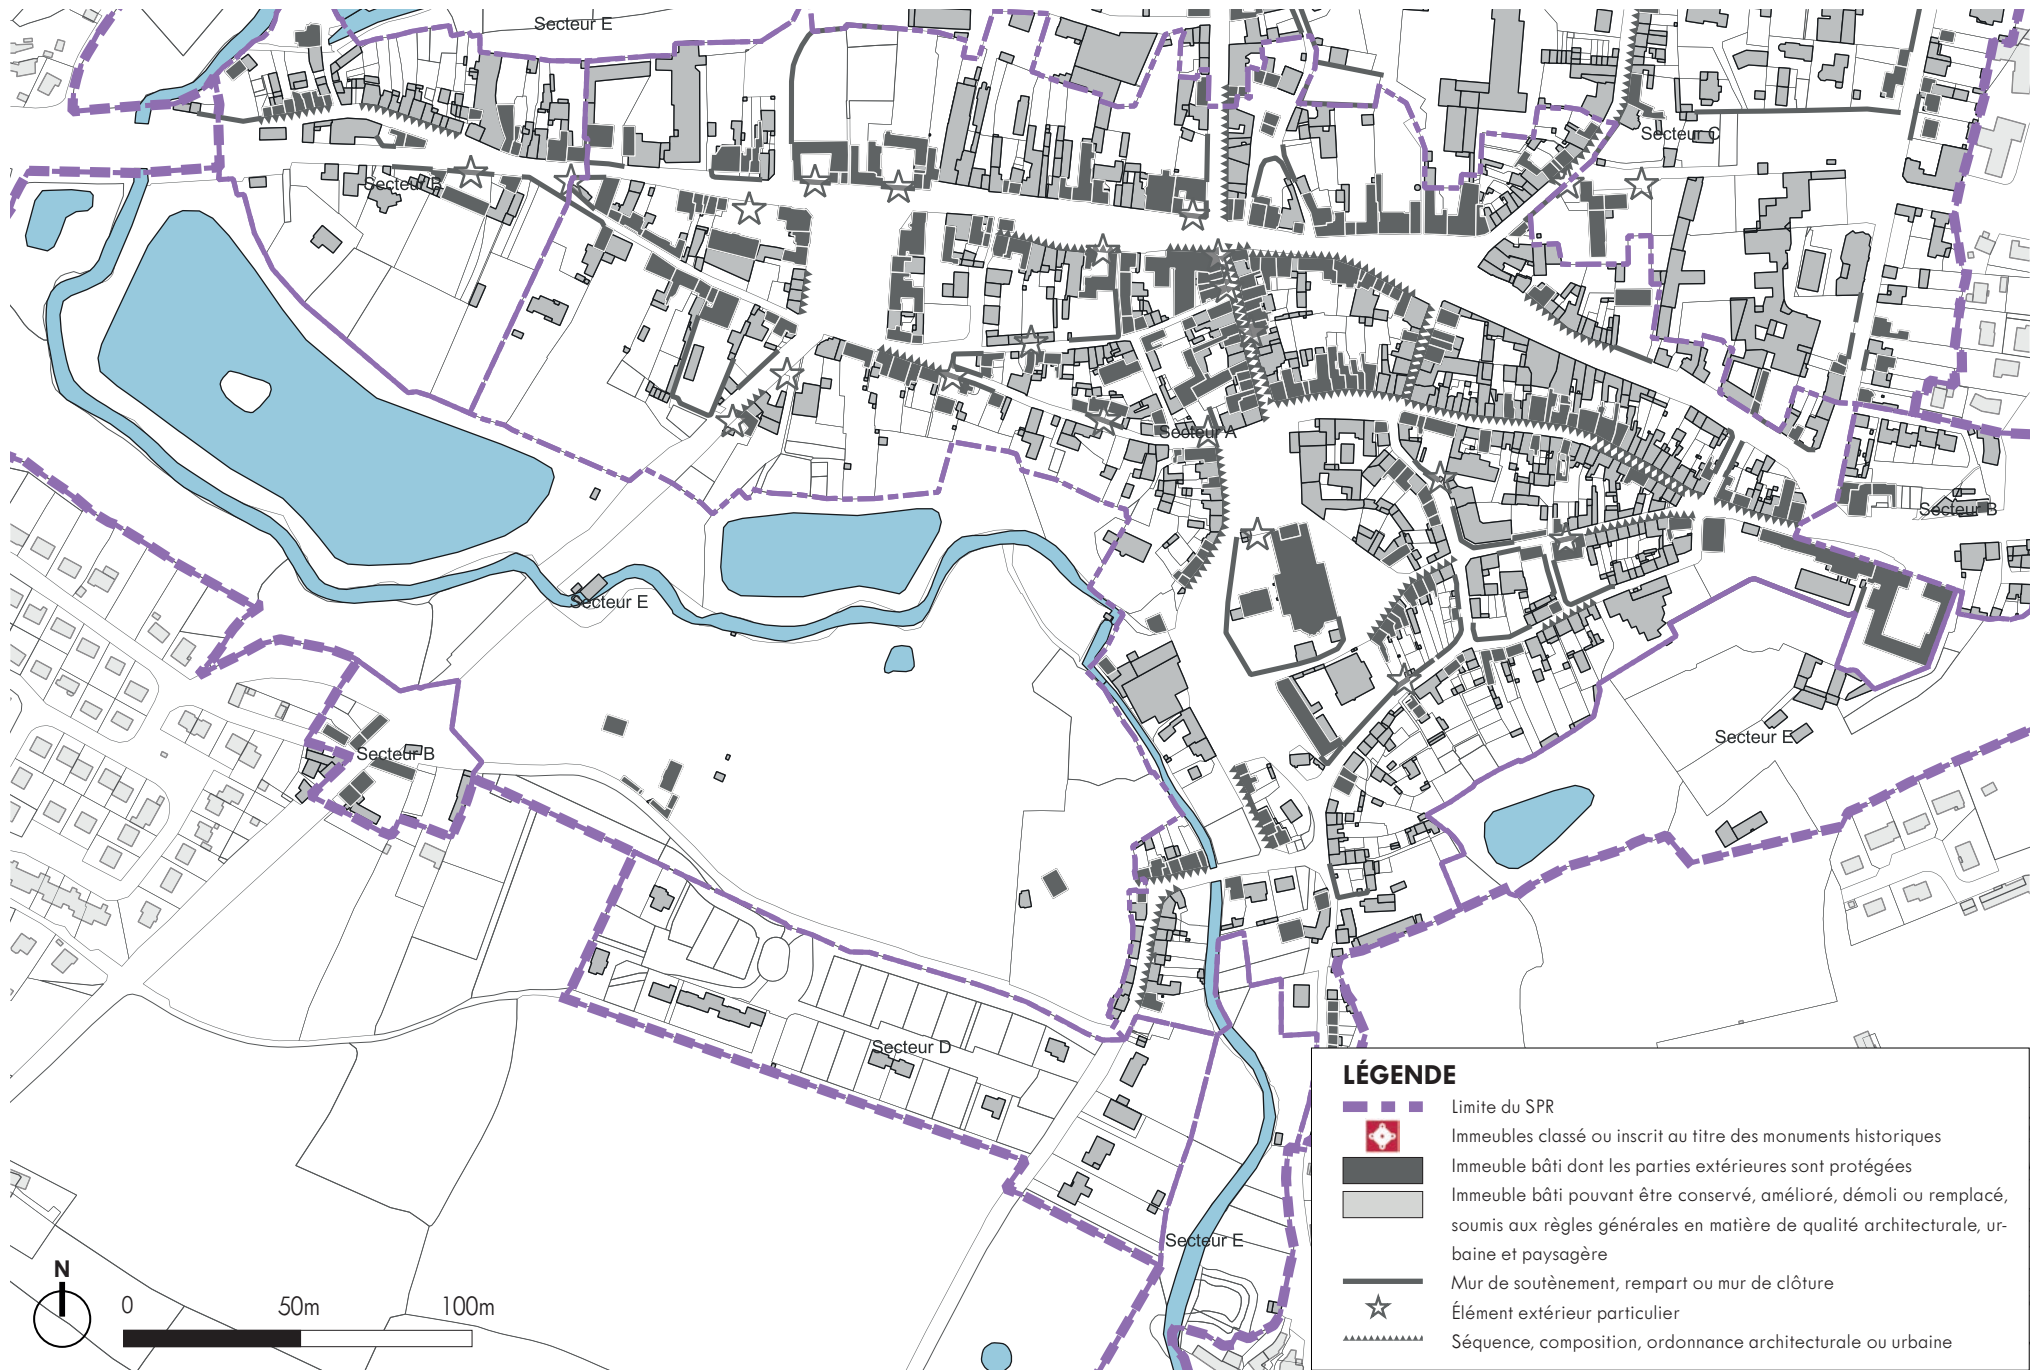 Secteur E
Secteur C
Secteur B
Secteur A
Secteur B
Secteur E
Secteur E
Secteur B
Secteur D
Secteur E
LÉGENDE
Limite du SPR
Immeubles classé ou inscrit au titre des monuments historiques
Immeuble bâti dont les parties extérieures sont protégées
Immeuble bâti pouvant être conservé, amélioré, démoli ou remplacé,
soumis aux règles générales en matière de qualité architecturale, ur-
baine et paysagère
Mur de soutènement, rempart ou mur de clôture
Élément extérieur particulier
Séquence, composition, ordonnance architecturale ou urbaine
N
0 50m 100m